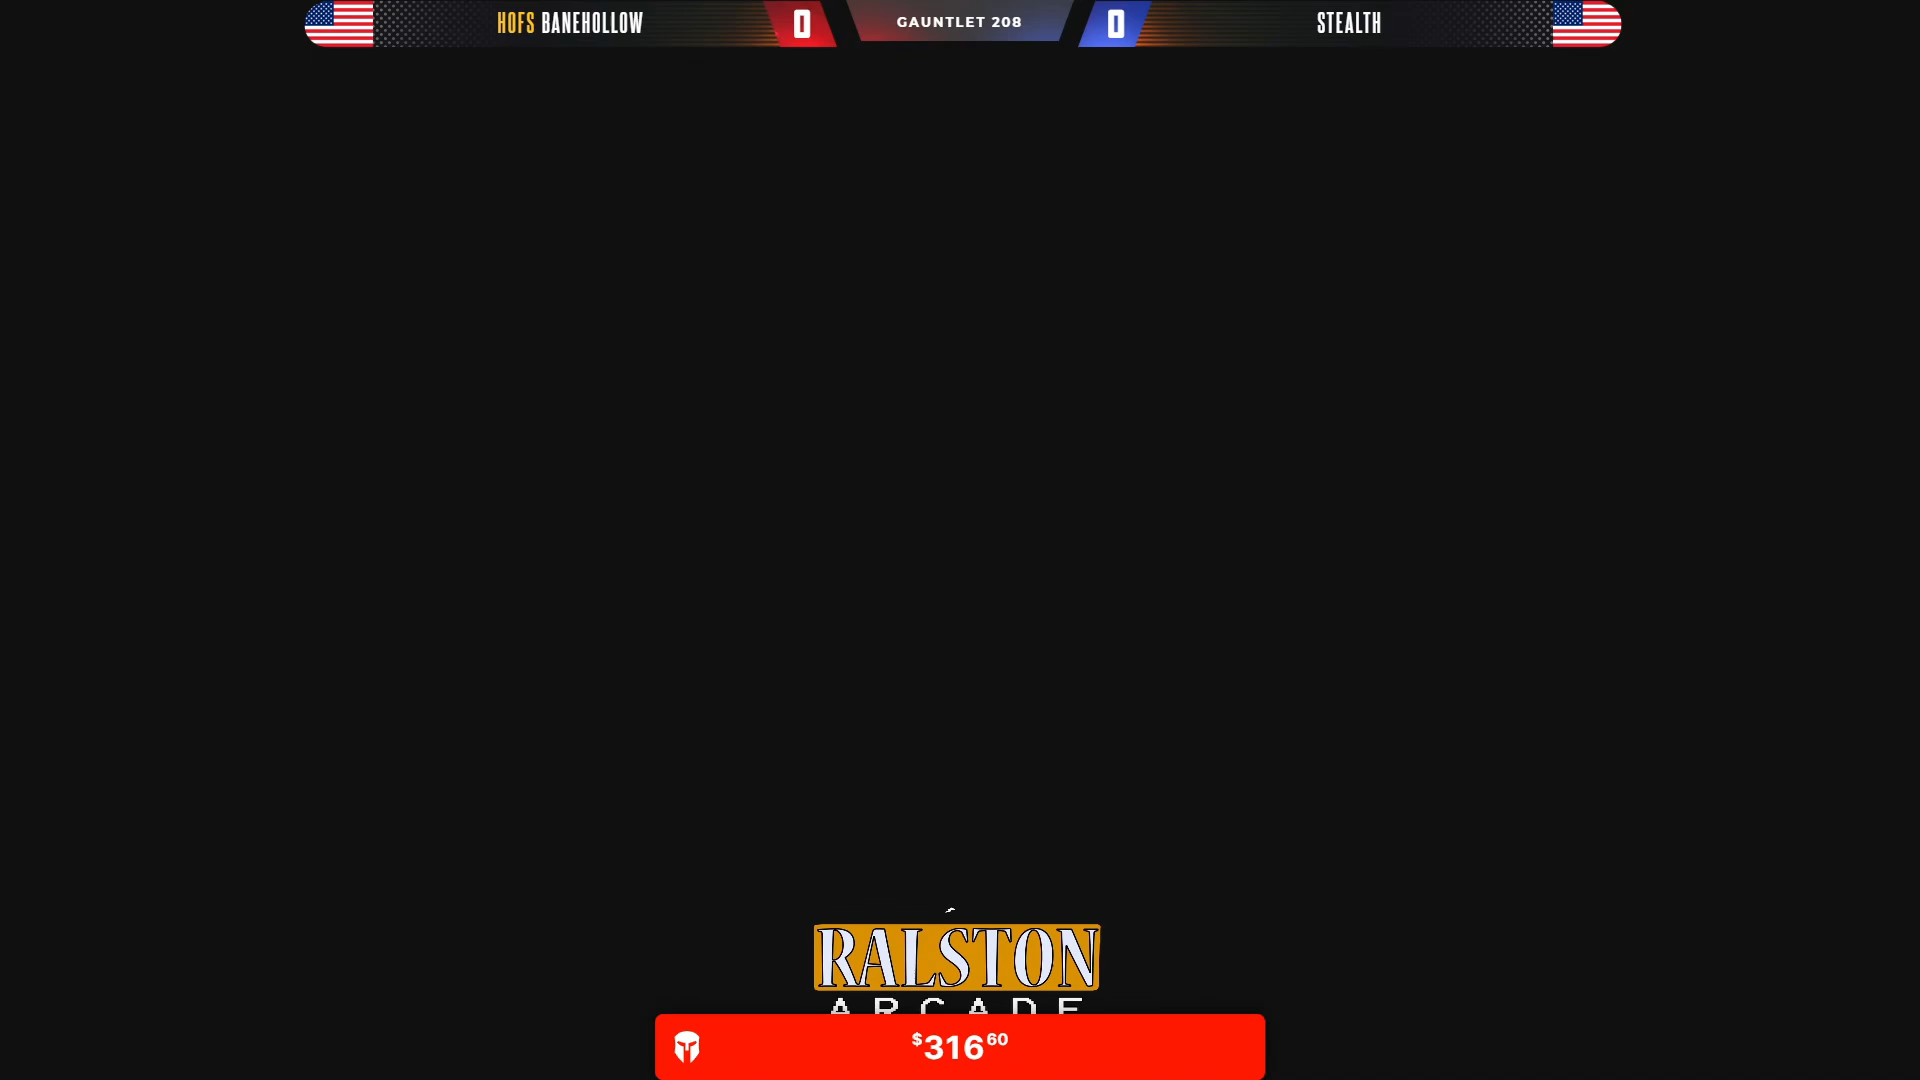 HOFS BANEHOLLOW 0 GAUNTLET 208 0 STEALTH
RALSTON
ARCADE
$316 60